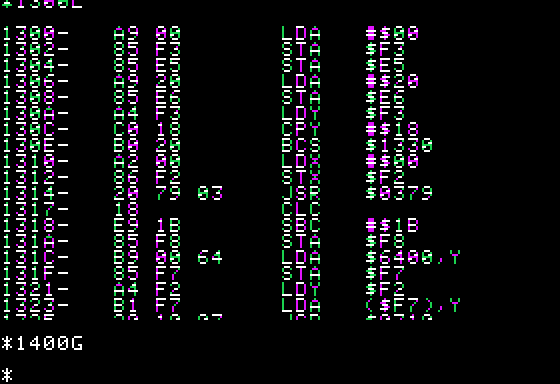 *1300L
1300- A9 00 LDA #$00
1302- 85 F3 STA $F3
1304- 85 E5 STA $E5
1306- A9 20 LDA #$20
1308- 85 E6 STA $E6
130A- A4 F3 LDY $F3
130C- C0 18 CPY #$18
130E- B0 20 BCS $1330
1310- A2 00 LDX #$00
1312- 86 F2 STX $F2
1314- 20 79 03 JSR $0379
1317- 18 CLC
1318- E9 1B SBC #$1B
131A- 85 F8 STA $F8
131C- B9 00 64 LDA $6400,Y
131F- 85 F7 STA $F7
1321- A4 F2 LDY $F2
1323- B1 F7 LDA ($F7),Y
*1400G
*